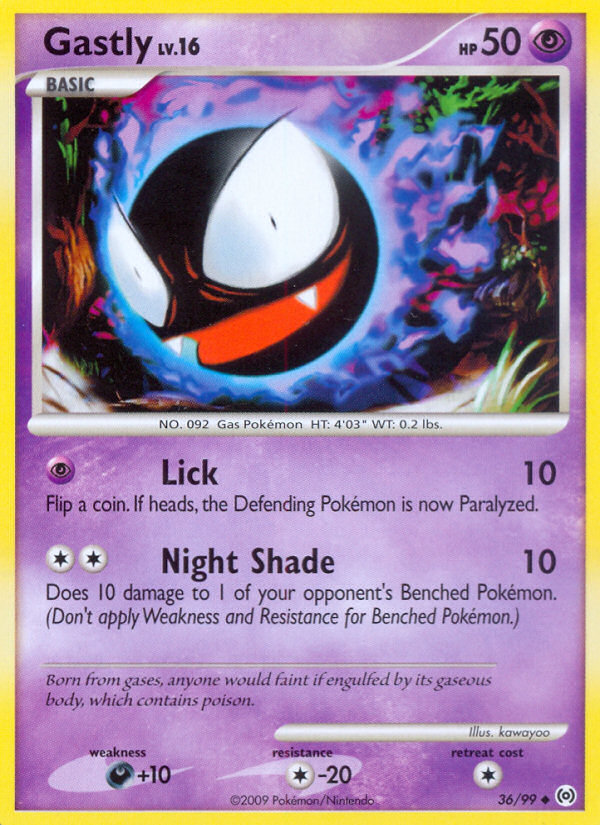 Gastly LV.16 HP 50
BASIC
NO. 092 Gas Pokémon HT: 4'03" WT: 0.2 lbs.
Lick 10
Flip a coin. If heads, the Defending Pokémon is now Paralyzed.
Night Shade 10
Does 10 damage to 1 of your opponent's Benched Pokémon.
(Don't apply Weakness and Resistance for Benched Pokémon.)
Born from gases, anyone would faint if engulfed by its gaseous
body, which contains poison.
Illus. kawayoo
weakness resistance retreat cost
+10 -20
©2009 Pokémon/Nintendo 36/99